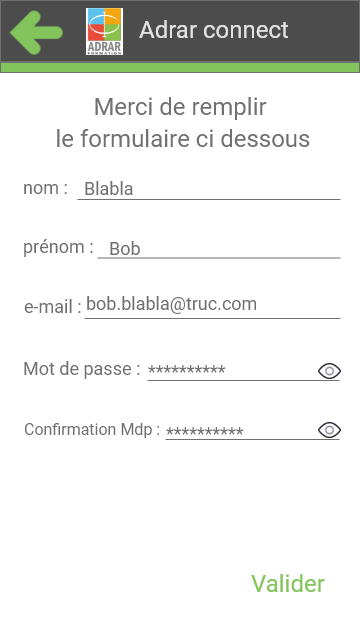 ADRAR
FORMATION
Adrar connect
Merci de remplir
le formulaire ci dessous
nom : Blabla
prénom : Bob
e-mail : bob.blabla@truc.com
Mot de passe : **********
Confirmation Mdp : **********
Valider